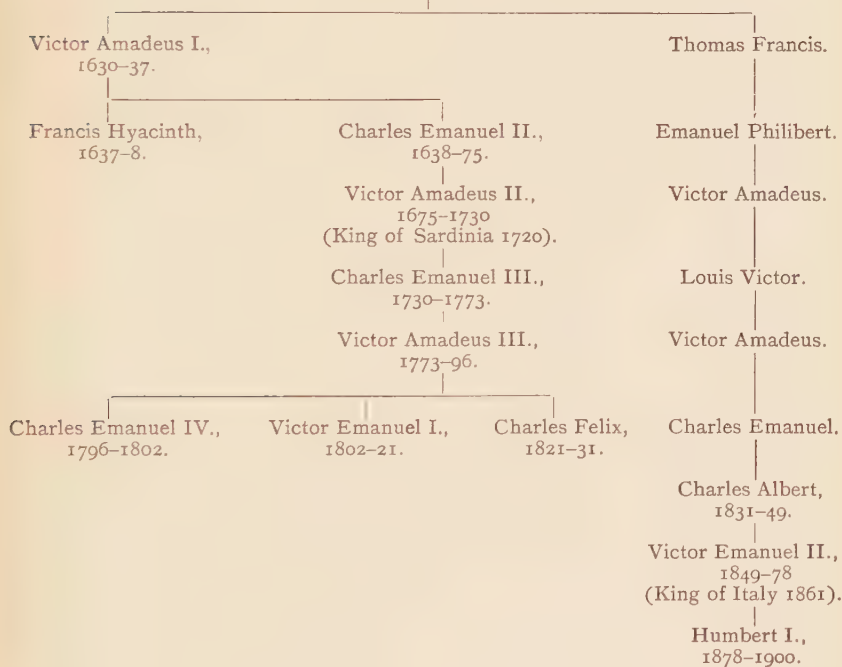 Victor Amadeus I.,
1630–37.
Thomas Francis.
Francis Hyacinth,
1637–8.
Charles Emanuel II.,
1638–75.
Emanuel Philibert.
Victor Amadeus II.,
1675–1730
(King of Sardinia 1720).
Victor Amadeus.
Charles Emanuel III.,
1730–1773.
Louis Victor.
Victor Amadeus III.,
1773–96.
Victor Amadeus.
Charles Emanuel IV.,
1796–1802.
Victor Emanuel I.,
1802–21.
Charles Felix,
1821–31.
Charles Emanuel.
Charles Albert,
1831–49.
Victor Emanuel II.,
1849–78
(King of Italy 1861).
Humbert I.,
1878–1900.